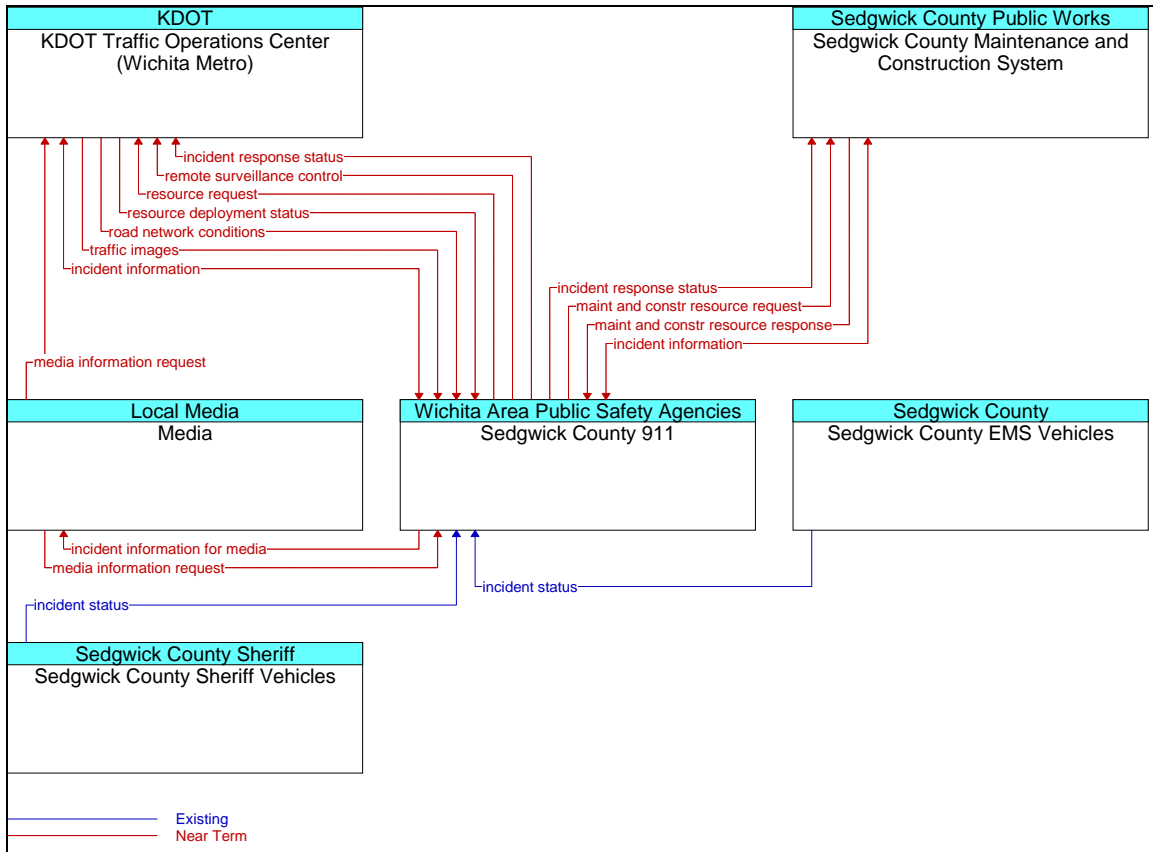 KDOT
KDOT Traffic Operations Center
(Wichita Metro)
Sedgwick County Public Works
Sedgwick County Maintenance and
Construction System
incident response status
remote surveillance control
resource request
resource deployment status
road network conditions
traffic images
incident information
incident response status
maint and constr resource request
maint and constr resource response
incident information
media information request
Local Media
Media
Wichita Area Public Safety Agencies
Sedgwick County 911
Sedgwick County
Sedgwick County EMS Vehicles
incident information for media
media information request
incident status
incident status
Sedgwick County Sheriff
Sedgwick County Sheriff Vehicles
Existing
Near Term